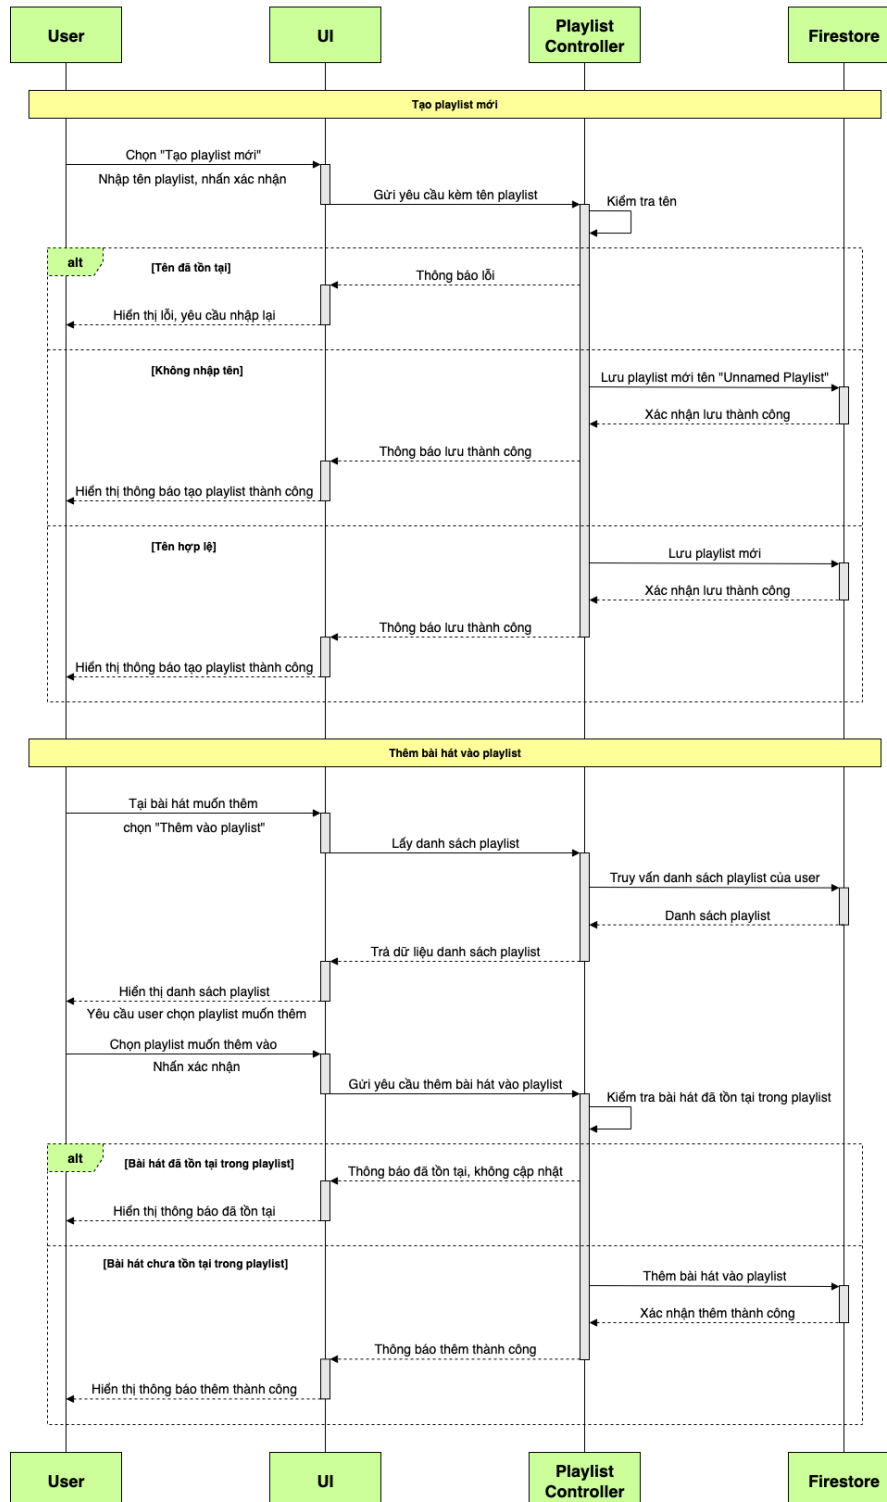 User
UI
Playlist
Controller
Firestore
Tạo playlist mới
Chọn "Tạo playlist mới"
Nhập tên playlist, nhấn xác nhận
Gửi yêu cầu kèm tên playlist
Kiểm tra tên
alt
[Tên đã tồn tại]
Thông báo lỗi
Hiển thị lỗi, yêu cầu nhập lại
[Không nhập tên]
Lưu playlist mới tên "Unnamed Playlist"
Xác nhận lưu thành công
Thông báo lưu thành công
Hiển thị thông báo tạo playlist thành công
[Tên hợp lệ]
Lưu playlist mới
Xác nhận lưu thành công
Thông báo lưu thành công
Hiển thị thông báo tạo playlist thành công
Thêm bài hát vào playlist
Tại bài hát muốn thêm
chọn "Thêm vào playlist"
Lấy danh sách playlist
Truy vấn danh sách playlist của user
Danh sách playlist
Trả dữ liệu danh sách playlist
Hiển thị danh sách playlist
Yêu cầu user chọn playlist muốn thêm
Chọn playlist muốn thêm vào
Nhấn xác nhận
Gửi yêu cầu thêm bài hát vào playlist
Kiểm tra bài hát đã tồn tại trong playlist
alt
[Bài hát đã tồn tại trong playlist]
Thông báo đã tồn tại, không cập nhật
Hiển thị thông báo đã tồn tại
[Bài hát chưa tồn tại trong playlist]
Thêm bài hát vào playlist
Xác nhận thêm thành công
Thông báo thêm thành công
Hiển thị thông báo thêm thành công
User
UI
Playlist
Controller
Firestore